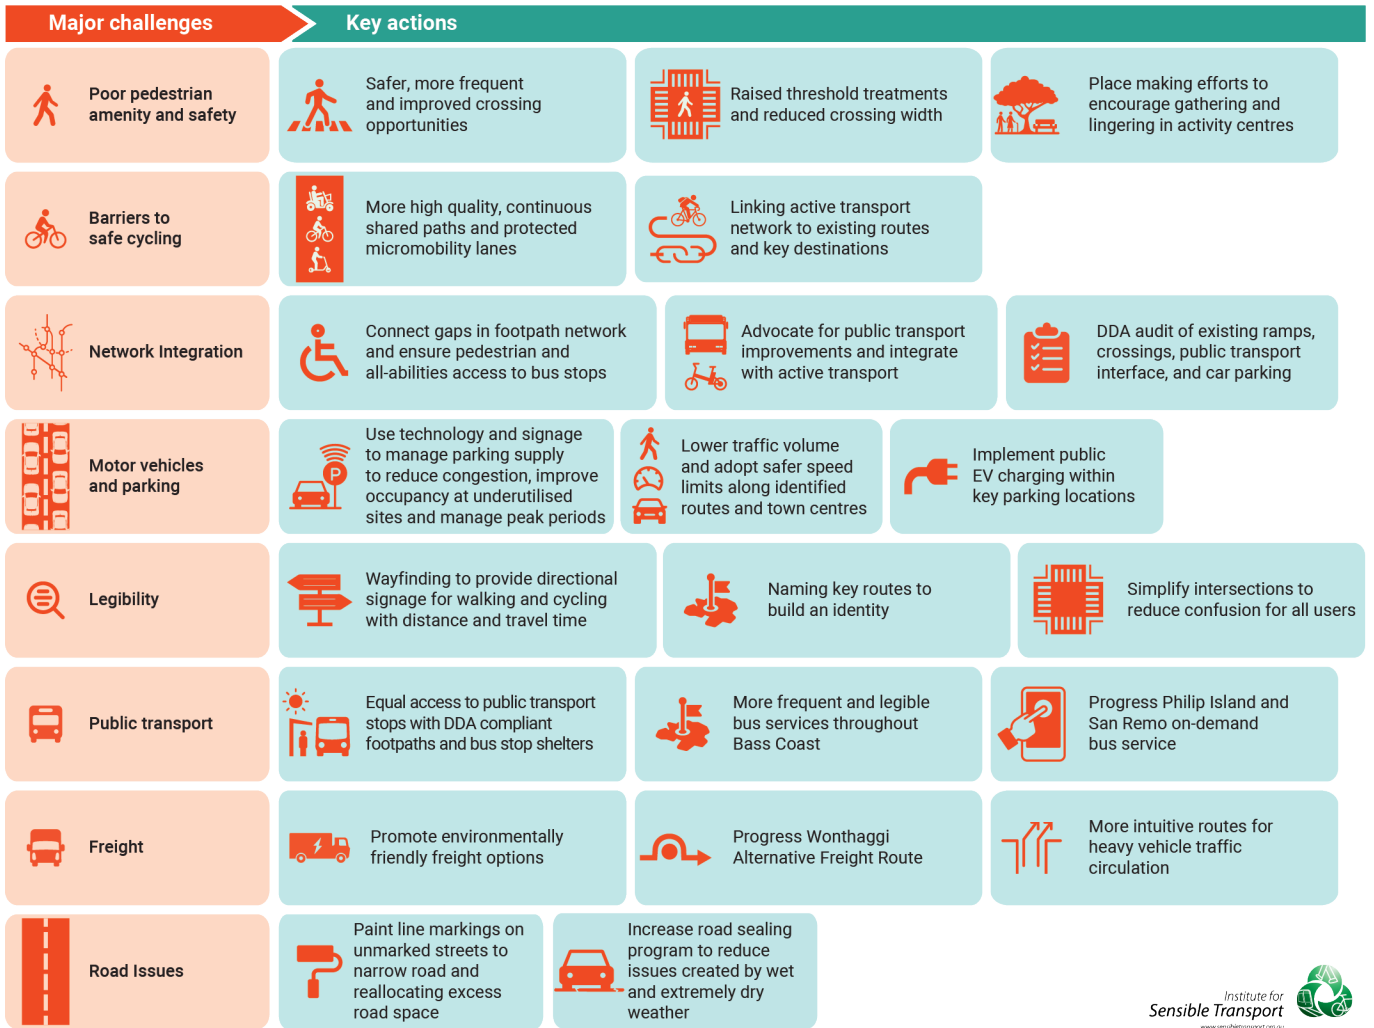 Major challenges
Key actions
Poor pedestrian
amenity and safety
Safer, more frequent
and improved crossing
opportunities
Raised threshold treatments
and reduced crossing width
Place making efforts to
encourage gathering and
lingering in activity centres
Barriers to
safe cycling
More high quality, continuous
shared paths and protected
micromobility lanes
Linking active transport
network to existing routes
and key destinations
Network Integration
Connect gaps in footpath network
and ensure pedestrian and
all-abilities access to bus stops
Advocate for public transport
improvements and integrate
with active transport
DDA audit of existing ramps,
crossings, public transport
interface, and car parking
Motor vehicles
and parking
P
Use technology and signage
to manage parking supply
to reduce congestion, improve
occupancy at underutilised
sites and manage peak periods
Lower traffic volume
and adopt safer speed
limits along identified
routes and town centres
Implement public
EV charging within
key parking locations
Legibility
Wayfinding to provide directional
signage for walking and cycling
with distance and travel time
Naming key routes to
build an identity
Simplify intersections to
reduce confusion for all users
Public transport
Equal access to public transport
stops with DDA compliant
footpaths and bus stop shelters
More frequent and legible
bus services throughout
Bass Coast
Progress Philip Island and
San Remo on-demand
bus service
Freight
Promote environmentally
friendly freight options
Progress Wonthaggi
Alternative Freight Route
More intuitive routes for
heavy vehicle traffic
circulation
Road Issues
Paint line markings on
unmarked streets to
narrow road and
reallocating excess
road space
Increase road sealing
program to reduce
issues created by wet
and extremely dry
weather
Institute for
Sensible Transport
www.sensibletransport.org.au